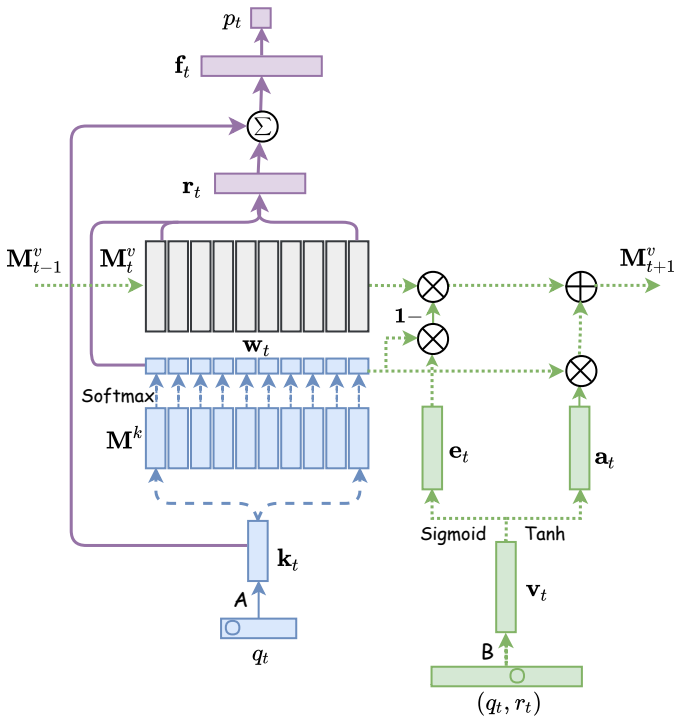 p_t
f_t
Σ
r_t
M^v_{t-1} M^v_t M^v_{t+1}
1-
w_t
Softmax
M^k
e_t a_t
Sigmoid Tanh
k_t
v_t
A
O
B
q_t
O
(q_t, r_t)